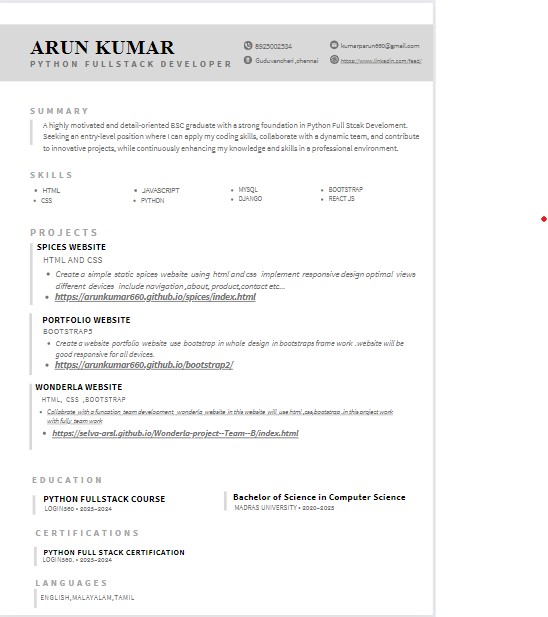 ARUN KUMAR
PYTHON FULLSTACK DEVELOPER
8925002534
kumarparun660@gmail.com
Guduvancheri ,chennai
https://www.linkedin.com/feed/
SUMMARY
A highly motivated and detail-oriented BSC graduate with a strong foundation in Python Full Stcak Develoment.
Seeking an entry-level position where I can apply my coding skills, collaborate with a dynamic team, and contribute
to innovative projects, while continuously enhancing my knowledge and skills in a professional environment.
SKILLS
• HTML • JAVASCRIPT • MYSQL • BOOTSTRAP
• CSS • PYTHON • DJANGO • REACT JS
PROJECTS
SPICES WEBSITE
HTML AND CSS
• Create a simple static spices website using html and css implement responsive design optimal views
different devices include navigation ,about, product,contact etc...
• https://arunkumar660.github.io/spices/index.html
PORTFOLIO WEBSITE
BOOTSTRAP5
• Create a website portfolio website use bootstrap in whole design in bootstraps frame work .website will be
good responsive for all devices.
• https://arunkumar660.github.io/bootstrap2/
WONDERLA WEBSITE
HTML, CSS ,BOOTSTRAP
• Collabrate with a funcation team development wonderla website in this website will use html ,css,bootstrap .in this project work
with fully team work
• https://selva-arsl.github.io/Wonderla-project--Team--B/index.html
EDUCATION
PYTHON FULLSTACK COURSE
LOGIN360 • 2025-2024
Bachelor of Science in Computer Science
MADRAS UNIVERSITY • 2020-2023
CERTIFICATIONS
PYTHON FULL STACK CERTIFICATION
LOGIN360. • 2023-2024
LANGUAGES
ENGLISH,MALAYALAM,TAMIL